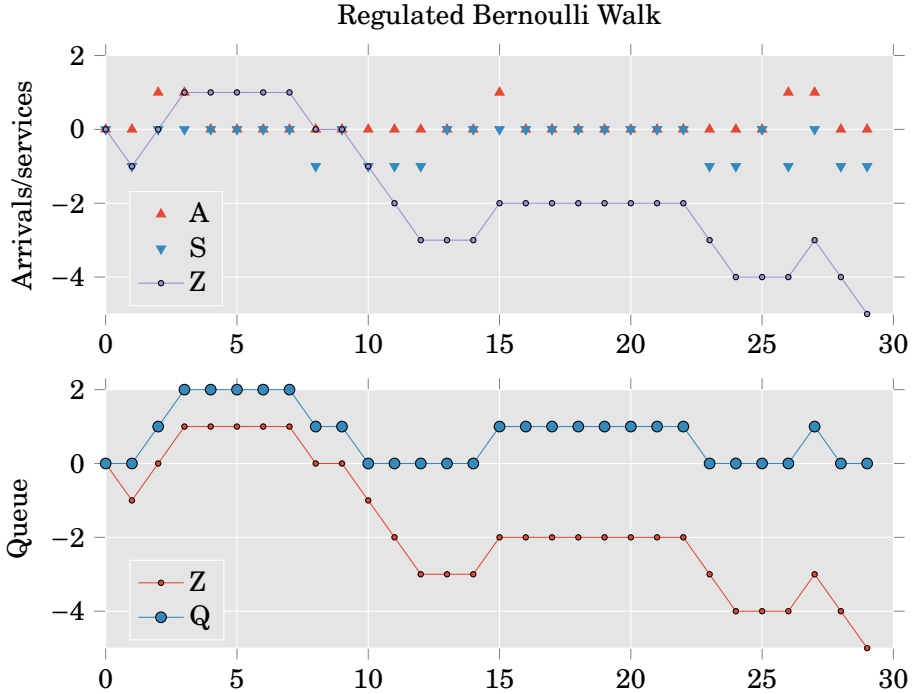 Regulated Bernoulli Walk
Arrivals/services
2
0
−2
−4
A
S
Z
0 5 10 15 20 25 30
Queue
2
0
−2
−4
Z
Q
0 5 10 15 20 25 30